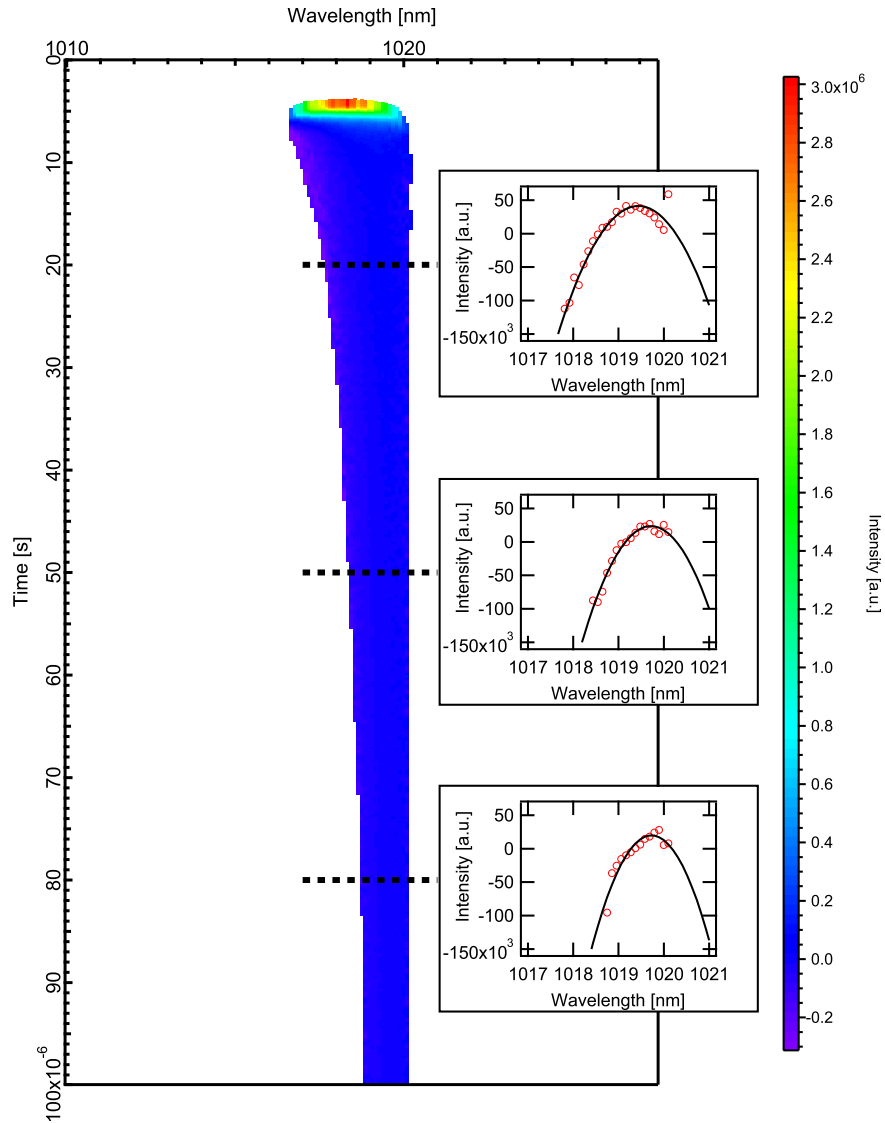 Wavelength [nm]
1010
1020
0
10
20
30
40
50
60
70
80
90
100x10-6
Time [s]
50
0
-50
-100
-150x10³
Intensity [a.u.]
1017 1018 1019 1020 1021
Wavelength [nm]
50
0
-50
-100
-150x10³
Intensity [a.u.]
1017 1018 1019 1020 1021
Wavelength [nm]
50
0
-50
-100
-150x10³
Intensity [a.u.]
1017 1018 1019 1020 1021
Wavelength [nm]
3.0x10⁶
2.8
2.6
2.4
2.2
2.0
1.8
1.6
1.4
1.2
1.0
0.8
0.6
0.4
0.2
0.0
-0.2
Intensity [a.u.]